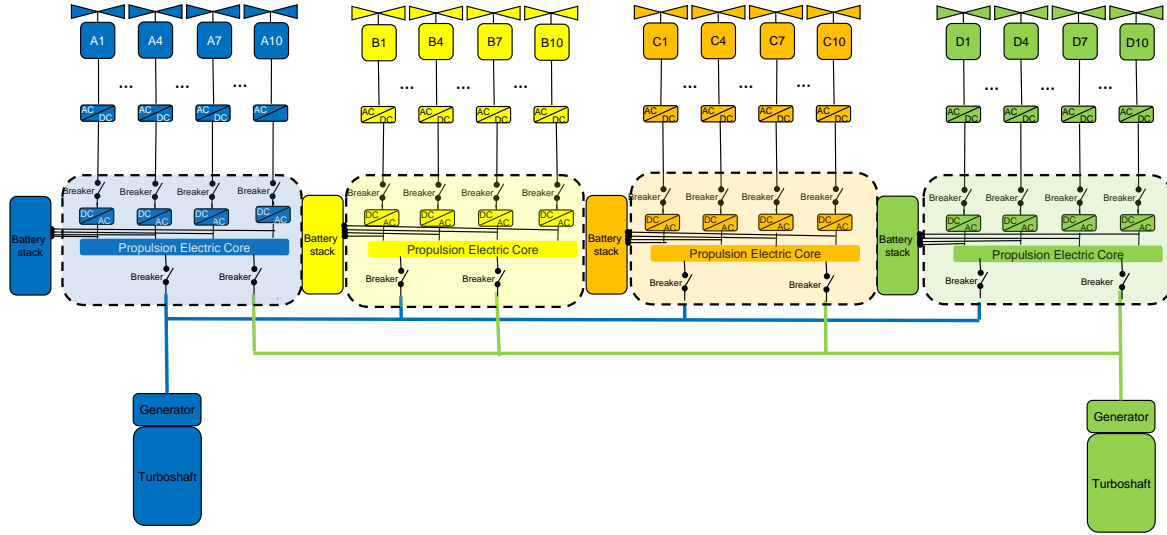 A1 A4 A7 A10 B1 B4 B7 B10 C1 C4 C7 C10 D1 D4 D7 D10
... ... ... ... ... ... ... ...
AC AC AC AC AC AC AC AC AC AC AC AC AC AC AC AC
DC DC DC DC DC DC DC DC DC DC DC DC DC DC DC DC
Breaker Breaker Breaker Breaker Breaker Breaker Breaker Breaker Breaker Breaker Breaker Breaker Breaker Breaker Breaker Breaker
DC DC DC DC DC DC DC DC DC DC DC DC DC DC DC DC
AC AC AC AC AC AC AC AC AC AC AC AC AC AC AC AC
Battery Battery Battery Battery
stack stack stack stack
Propulsion Electric Core Propulsion Electric Core Propulsion Electric Core Propulsion Electric Core
Breaker Breaker Breaker Breaker Breaker Breaker Breaker Breaker
Generator Generator
Turboshaft Turboshaft